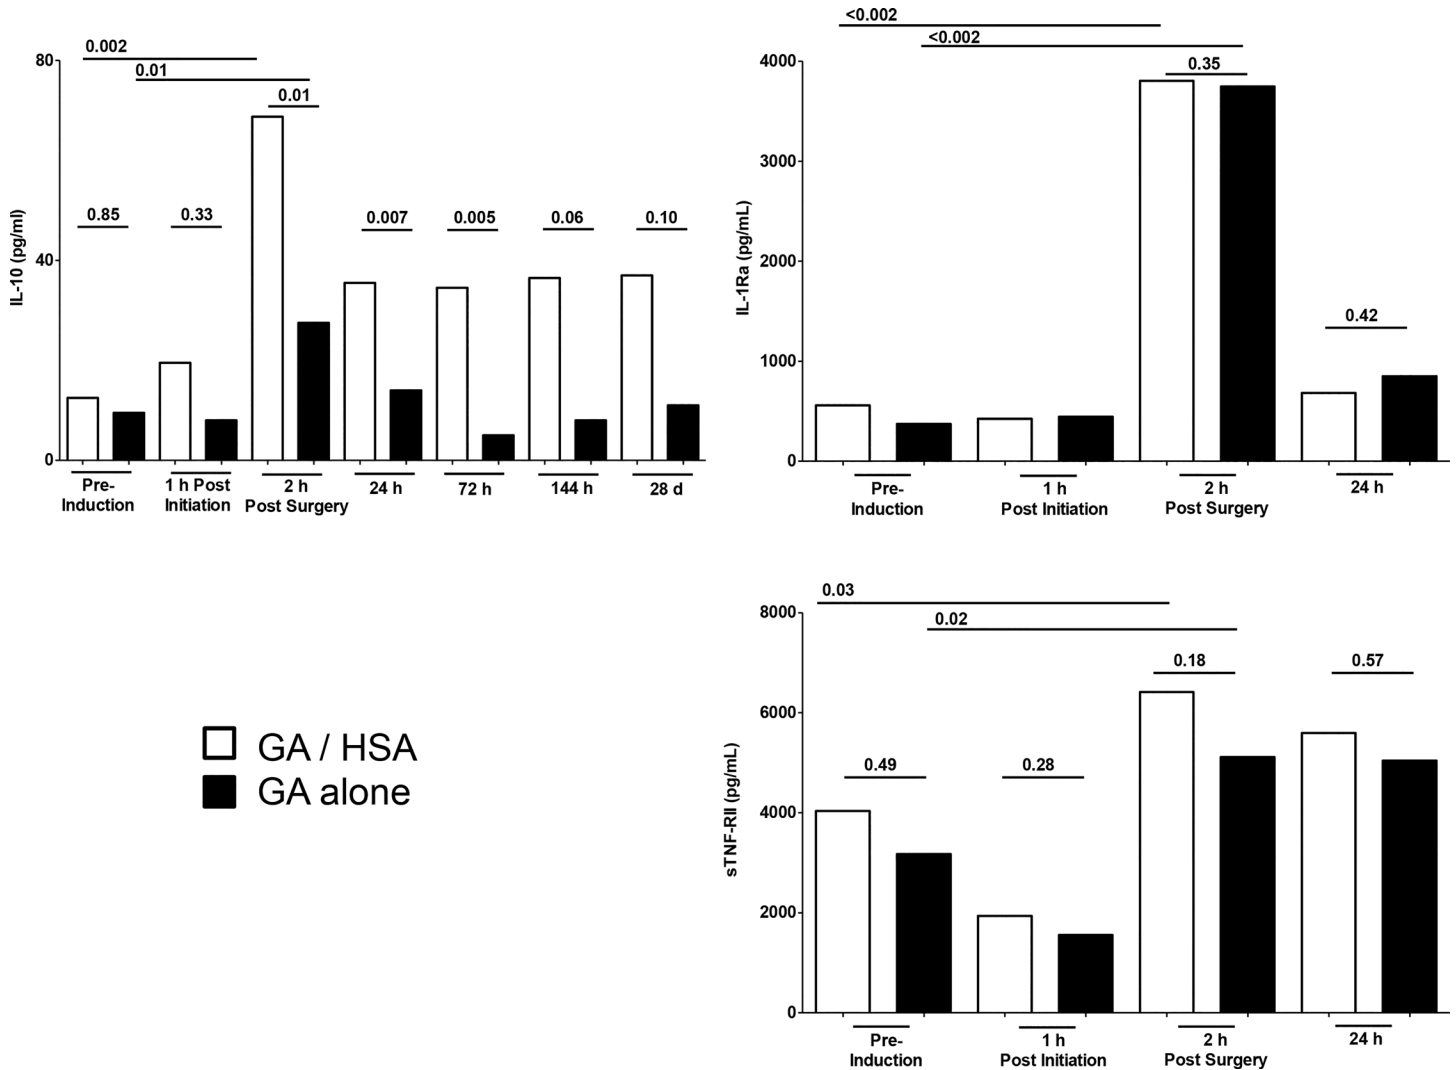 0.002
0.01
0.01
0.85
0.33
0.007
0.005
0.06
0.10
80
40
0
IL-10 (pg/ml)
Pre-
Induction
1 h Post
Initiation
2 h
Post Surgery
24 h
72 h
144 h
28 d
<0.002
<0.002
0.35
0.42
4000
3000
2000
1000
0
IL-1Ra (pg/mL)
Pre-
Induction
1 h
Post Initiation
2 h
Post Surgery
24 h
GA / HSA
GA alone
0.03
0.02
0.18
0.57
0.49
0.28
8000
6000
4000
2000
0
sTNF-RII (pg/mL)
Pre-
Induction
1 h
Post Initiation
2 h
Post Surgery
24 h